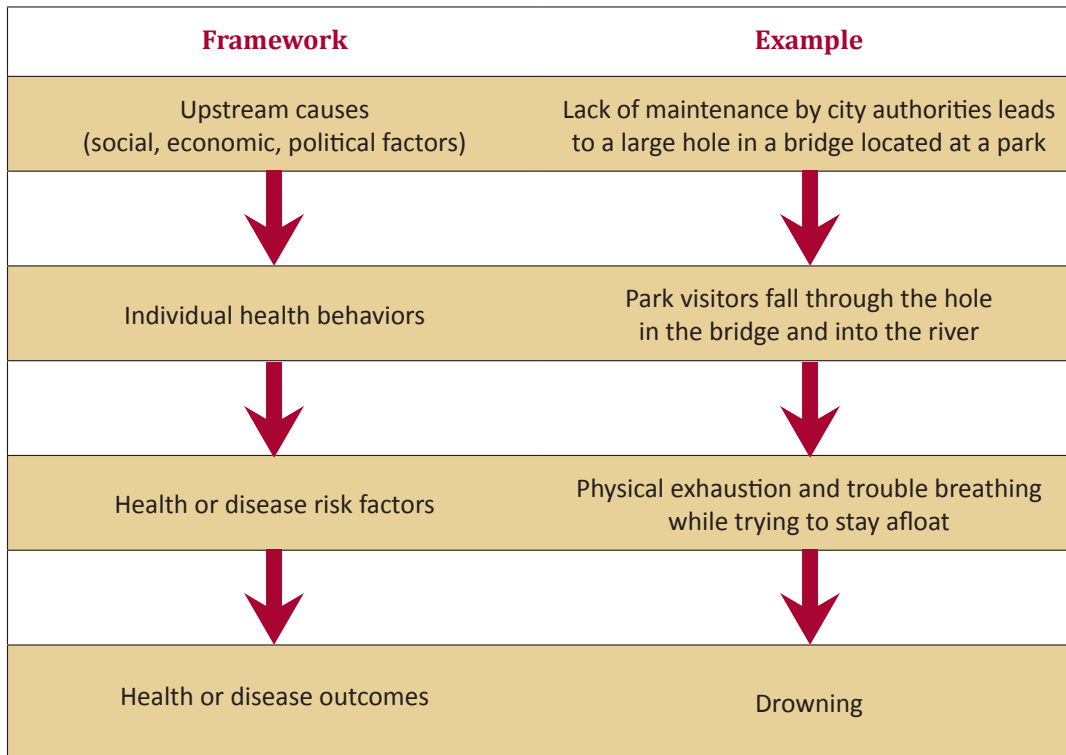 Framework
Example
Upstream causes
(social, economic, political factors)
Lack of maintenance by city authorities leads
to a large hole in a bridge located at a park
Individual health behaviors
Park visitors fall through the hole
in the bridge and into the river
Health or disease risk factors
Physical exhaustion and trouble breathing
while trying to stay afloat
Health or disease outcomes
Drowning